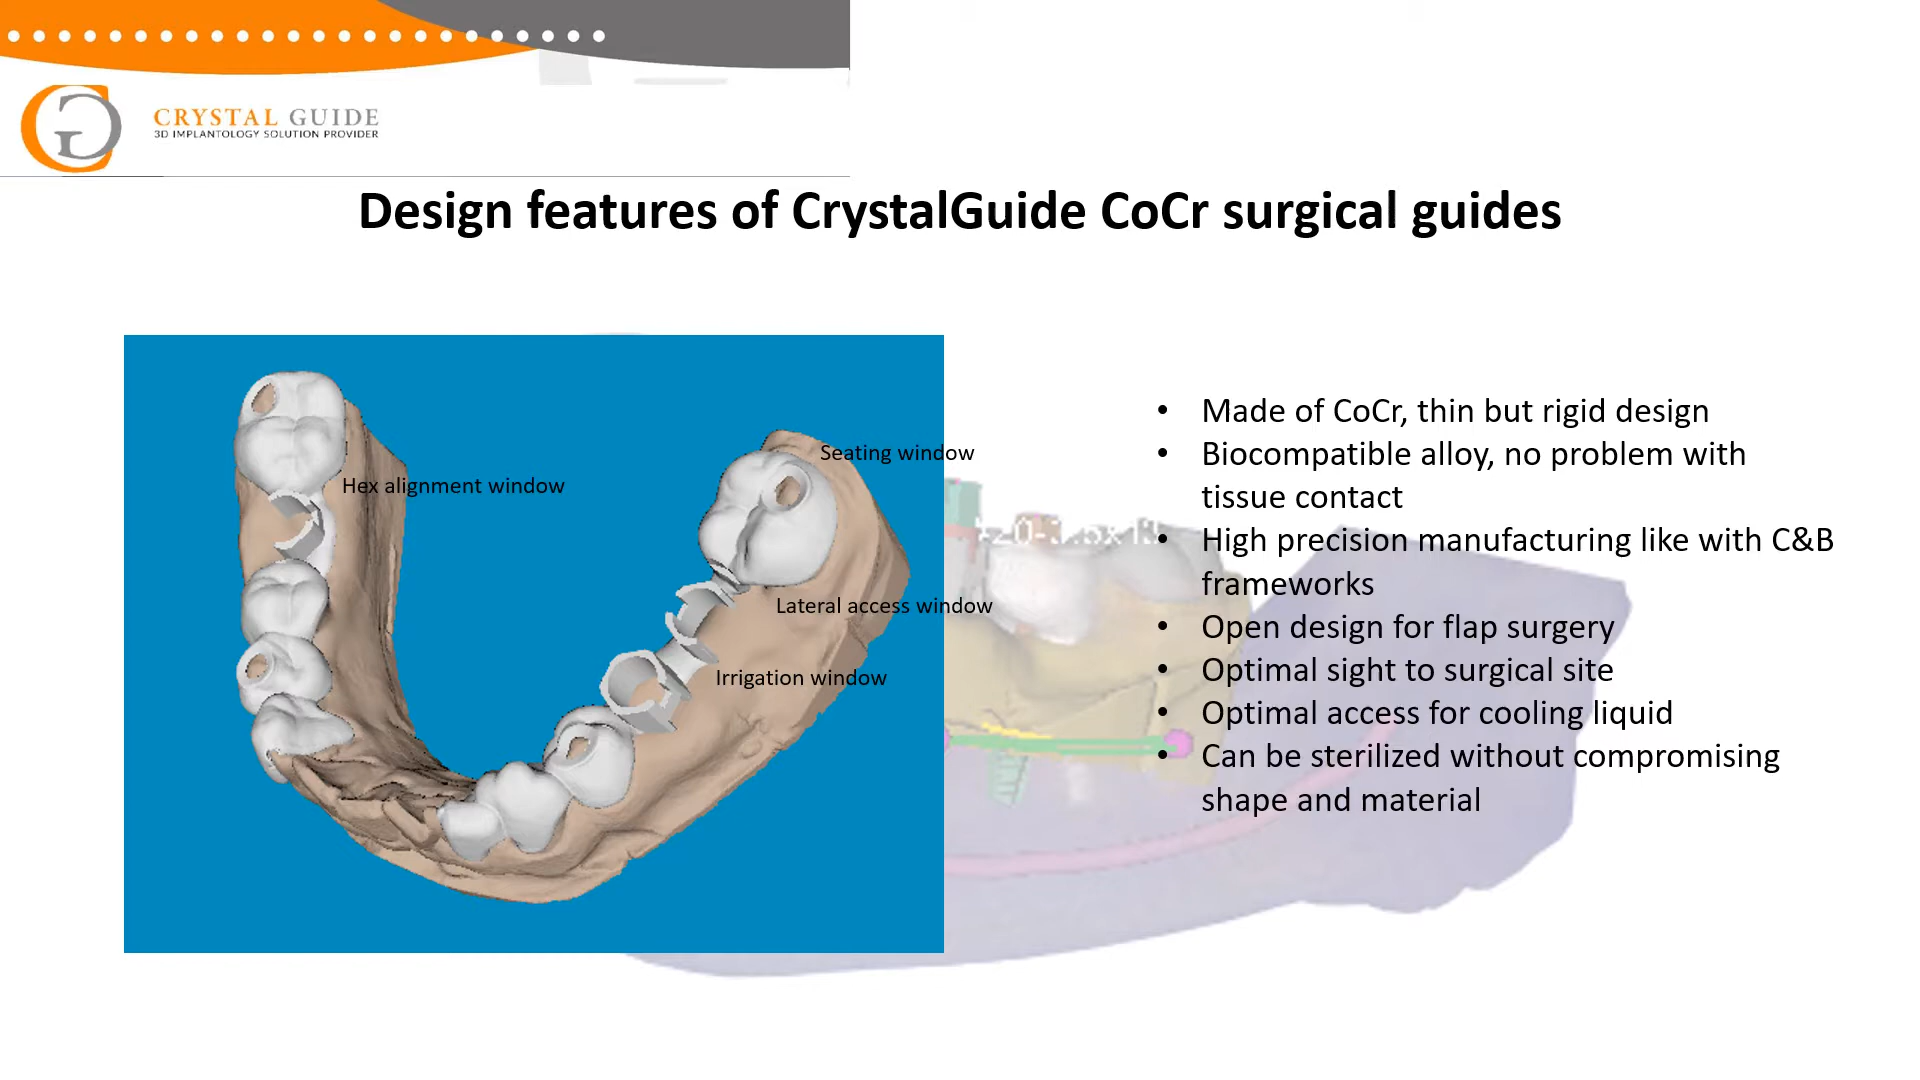 CRYSTAL GUIDE
3D IMPLANTOLOGY SOLUTION PROVIDER
Design features of CrystalGuide CoCr surgical guides
Seating window
Hex alignment window
Lateral access window
Irrigation window
• Made of CoCr, thin but rigid design
• Biocompatible alloy, no problem with
tissue contact
• High precision manufacturing like with C&B
frameworks
• Open design for flap surgery
• Optimal sight to surgical site
• Optimal access for cooling liquid
• Can be sterilized without compromising
shape and material